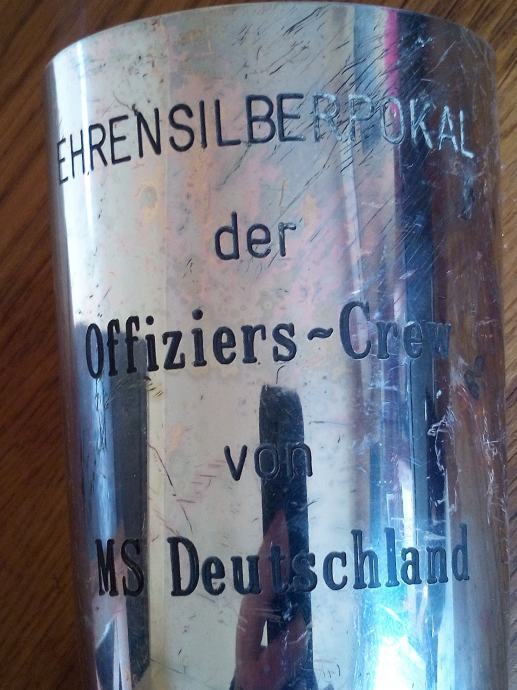 EHRENSILBERPOKAL
der
Offiziers~Crew
von
MS Deutschland